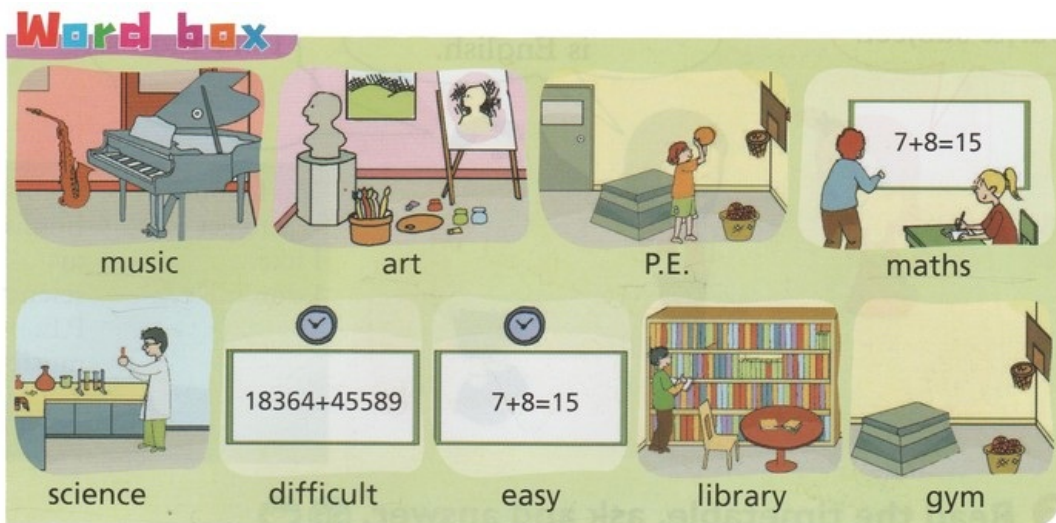 Word box
7+8=15
music art P.E. maths
18364+45589 7+8=15
science difficult easy library gym